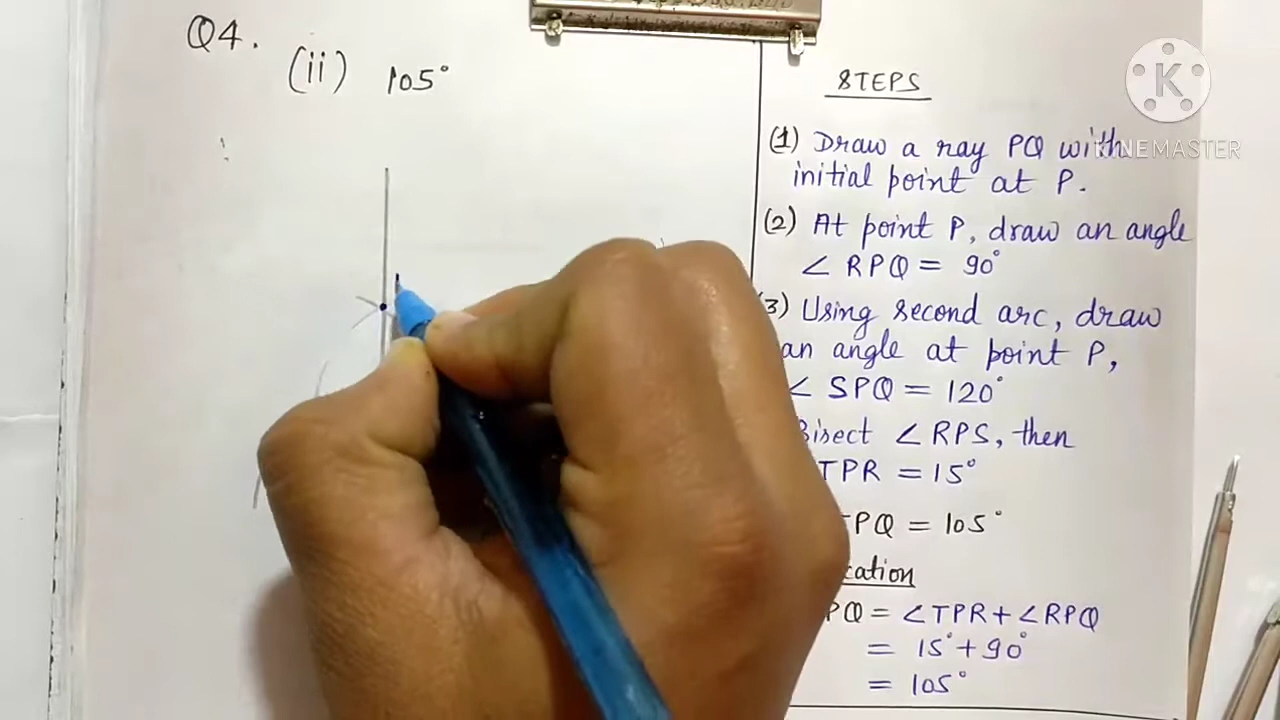 Q4.
(ii) 105°
STEPS
(1) Draw a ray PQ with
initial point at P.
(2) At point P, draw an angle
∠RPQ = 90°
3) Using second arc, draw
an angle at point P,
∠ SPQ = 120°
Bisect ∠RPS, then
TPR = 15°
TPQ = 105°
cation
PQ = ∠TPR + ∠RPQ
= 15° + 90°
= 105°
K
KINEMASTER